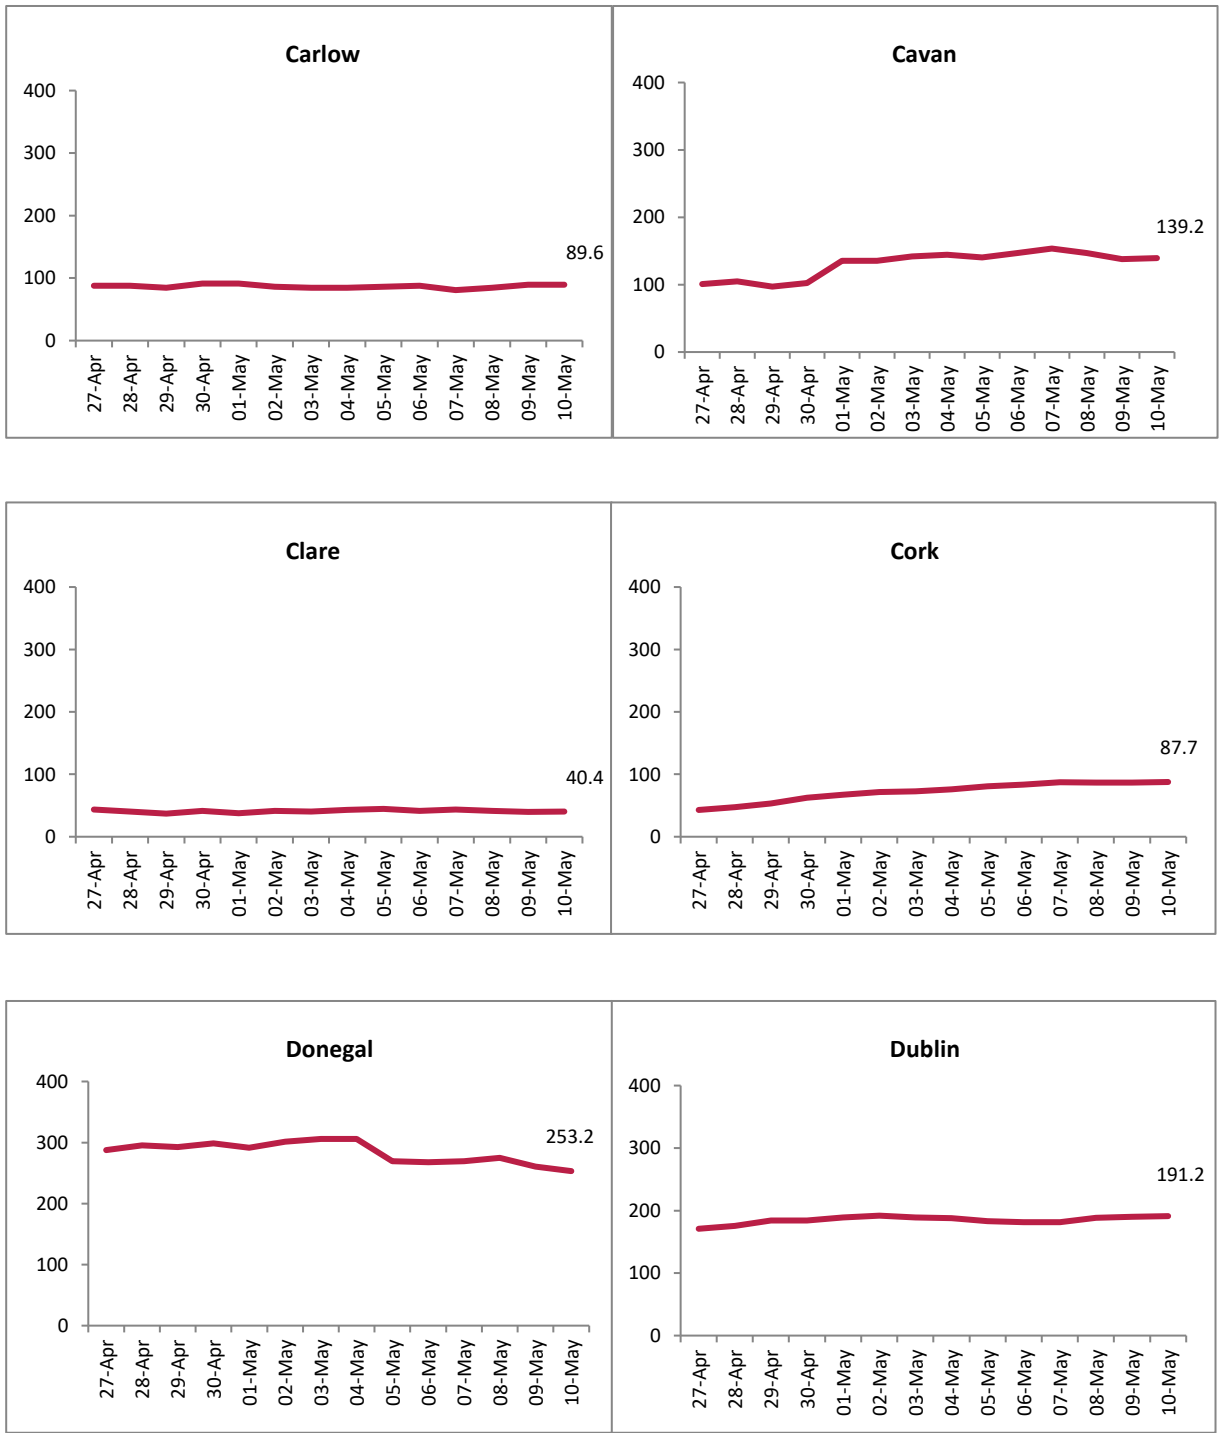 Carlow
400
300
200
100
0
89.6
27-Apr
28-Apr
29-Apr
30-Apr
01-May
02-May
03-May
04-May
05-May
06-May
07-May
08-May
09-May
10-May
Cavan
400
300
200
100
0
139.2
27-Apr
28-Apr
29-Apr
30-Apr
01-May
02-May
03-May
04-May
05-May
06-May
07-May
08-May
09-May
10-May
Clare
400
300
200
100
0
40.4
27-Apr
28-Apr
29-Apr
30-Apr
01-May
02-May
03-May
04-May
05-May
06-May
07-May
08-May
09-May
10-May
Cork
400
300
200
100
0
87.7
27-Apr
28-Apr
29-Apr
30-Apr
01-May
02-May
03-May
04-May
05-May
06-May
07-May
08-May
09-May
10-May
Donegal
400
300
200
100
0
253.2
27-Apr
28-Apr
29-Apr
30-Apr
01-May
02-May
03-May
04-May
05-May
06-May
07-May
08-May
09-May
10-May
Dublin
400
300
200
100
0
191.2
27-Apr
28-Apr
29-Apr
30-Apr
01-May
02-May
03-May
04-May
05-May
06-May
07-May
08-May
09-May
10-May